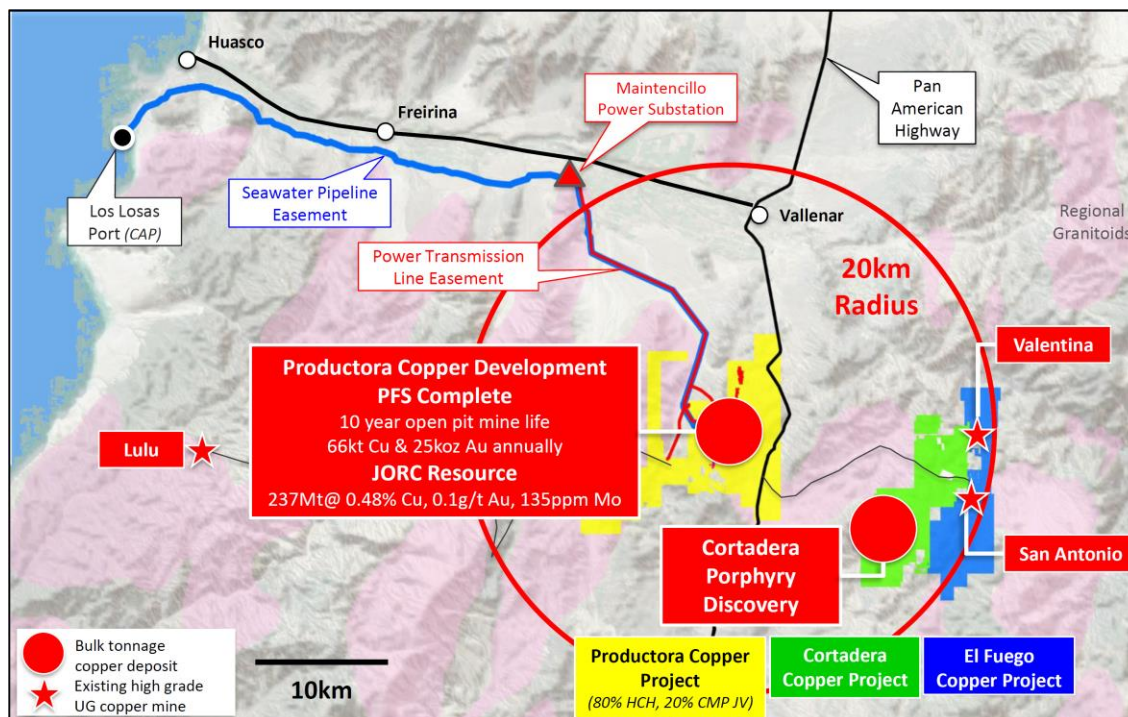 Huasco
Freirina
Maintencillo
Power Substation
Pan
American
Highway
Los Losas
Port (CAP)
Seawater Pipeline
Easement
Vallenar
Regional
Granitoids
Power Transmission
Line Easement
20km
Radius
Productora Copper Development
PFS Complete
10 year open pit mine life
66kt Cu & 25koz Au annually
JORC Resource
237Mt@ 0.48% Cu, 0.1g/t Au, 135ppm Mo
Valentina
Lulu
San Antonio
Cortadera
Porphyry
Discovery
Bulk tonnage
copper deposit
Existing high grade
UG copper mine
10km
Productora Copper
Project
(80% HCH, 20% CMP JV)
Cortadera
Copper Project
El Fuego
Copper Project